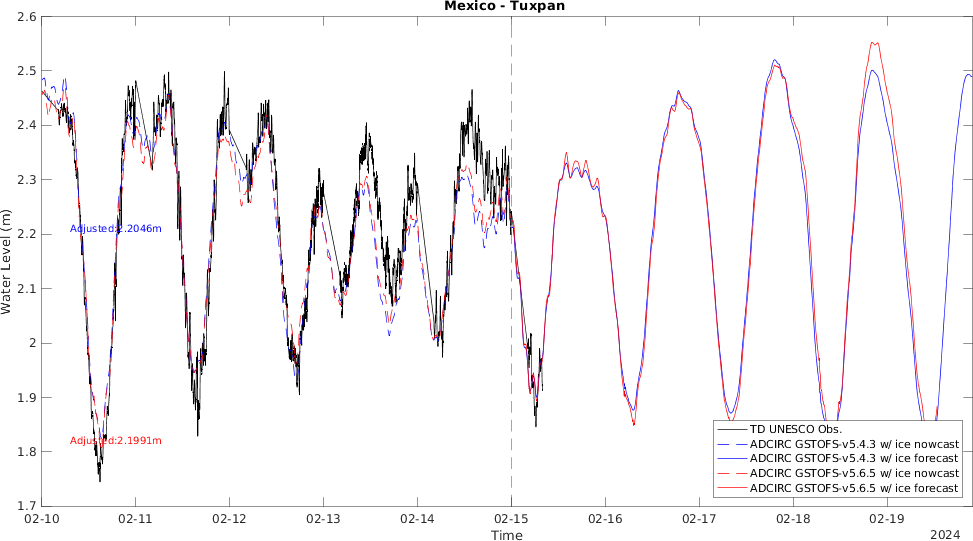 Mexico - Tuxpan
2.6
2.5
2.4
2.3
2.2
2.1
2
1.9
1.8
1.7
Water Level (m)
Adjusted:2.2046m
Adjusted:2.1991m
TD UNESCO Obs.
ADCIRC GSTOFS-v5.4.3 w/ ice nowcast
ADCIRC GSTOFS-v5.4.3 w/ ice forecast
ADCIRC GSTOFS-v5.6.5 w/ ice nowcast
ADCIRC GSTOFS-v5.6.5 w/ ice forecast
02-10 02-11 02-12 02-13 02-14 02-15 02-16 02-17 02-18 02-19
Time
2024